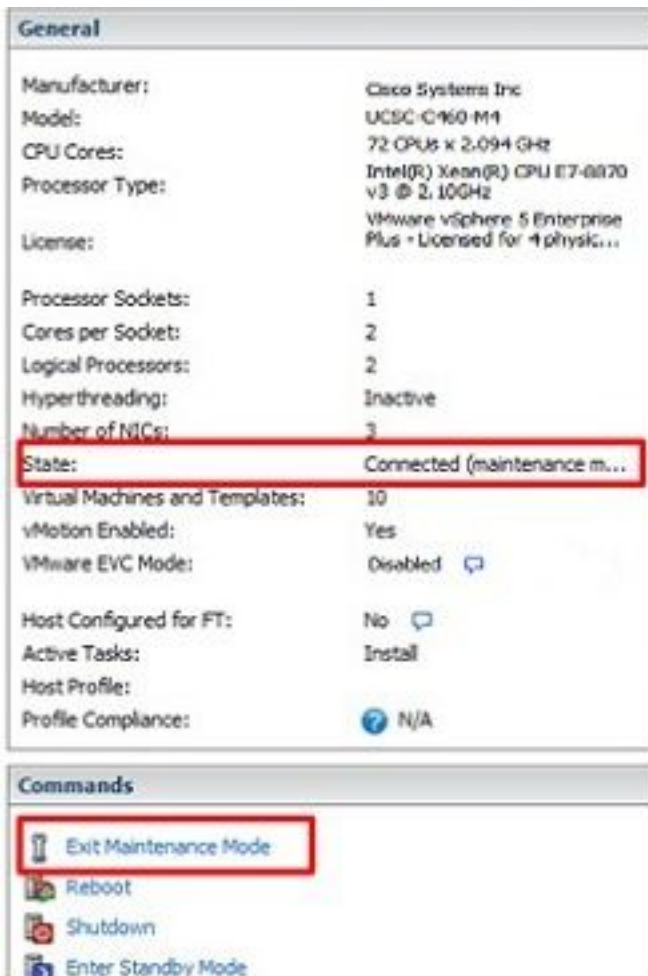 General
Manufacturer: Cisco Systems Inc
Model: UCSC-C460-M4
CPU Cores: 72 CPUs x 2.094 GHz
Processor Type: Intel(R) Xeon(R) CPU E7-8870
v3 @ 2.10GHz
License: VMware vSphere 5 Enterprise
Plus - Licensed for 4 physic...
Processor Sockets: 1
Cores per Socket: 2
Logical Processors: 2
Hyperthreading: Inactive
Number of NICs: 3
State: Connected (maintenance m...
Virtual Machines and Templates: 10
vMotion Enabled: Yes
VMware EVC Mode: Disabled
Host Configured for FT: No
Active Tasks: Install
Host Profile:
Profile Compliance: N/A
Commands
Exit Maintenance Mode
Reboot
Shutdown
Enter Standby Mode